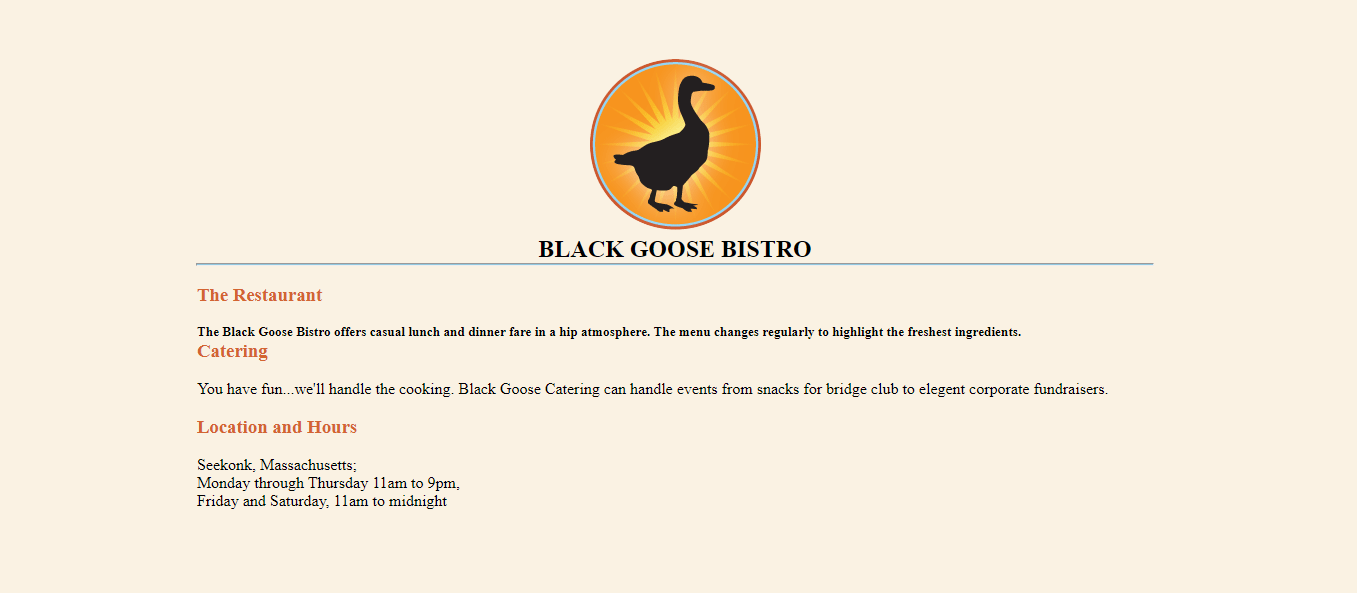 BLACK GOOSE BISTRO
The Restaurant
The Black Goose Bistro offers casual lunch and dinner fare in a hip atmosphere. The menu changes regularly to highlight the freshest ingredients.
Catering
You have fun...we'll handle the cooking. Black Goose Catering can handle events from snacks for bridge club to elegent corporate fundraisers.
Location and Hours
Seekonk, Massachusetts;
Monday through Thursday 11am to 9pm,
Friday and Saturday, 11am to midnight